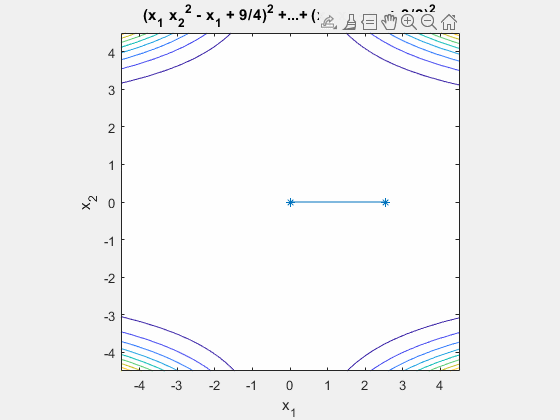 (x₁ x₂² - x₁ + 9/4)² +...+ (
4
3
2
1
0
-1
-2
-3
-4
x₂
-4 -3 -2 -1 0 1 2 3 4
x₁